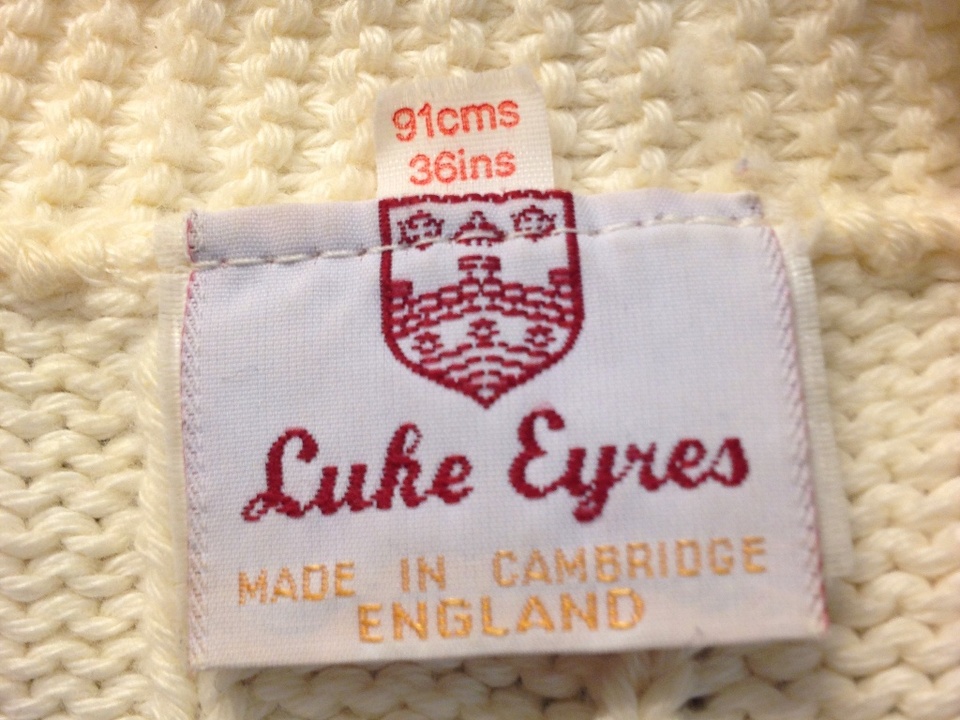 91cms
36ins
Luke Eyres
MADE IN CAMBRIDGE
ENGLAND